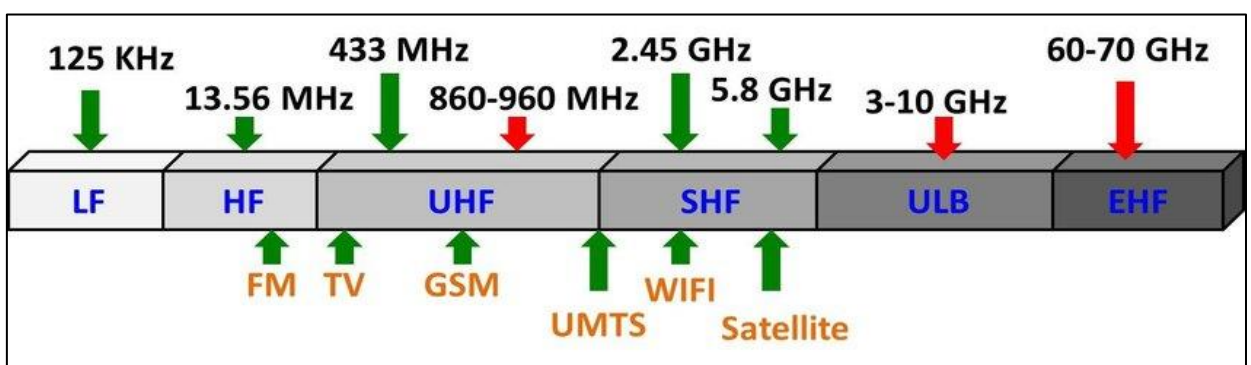 125 KHz
433 MHz
2.45 GHz
60-70 GHz
13.56 MHz
860-960 MHz
5.8 GHz
3-10 GHz
LF
HF
UHF
SHF
ULB
EHF
FM
TV
GSM
WIFI
UMTS
Satellite